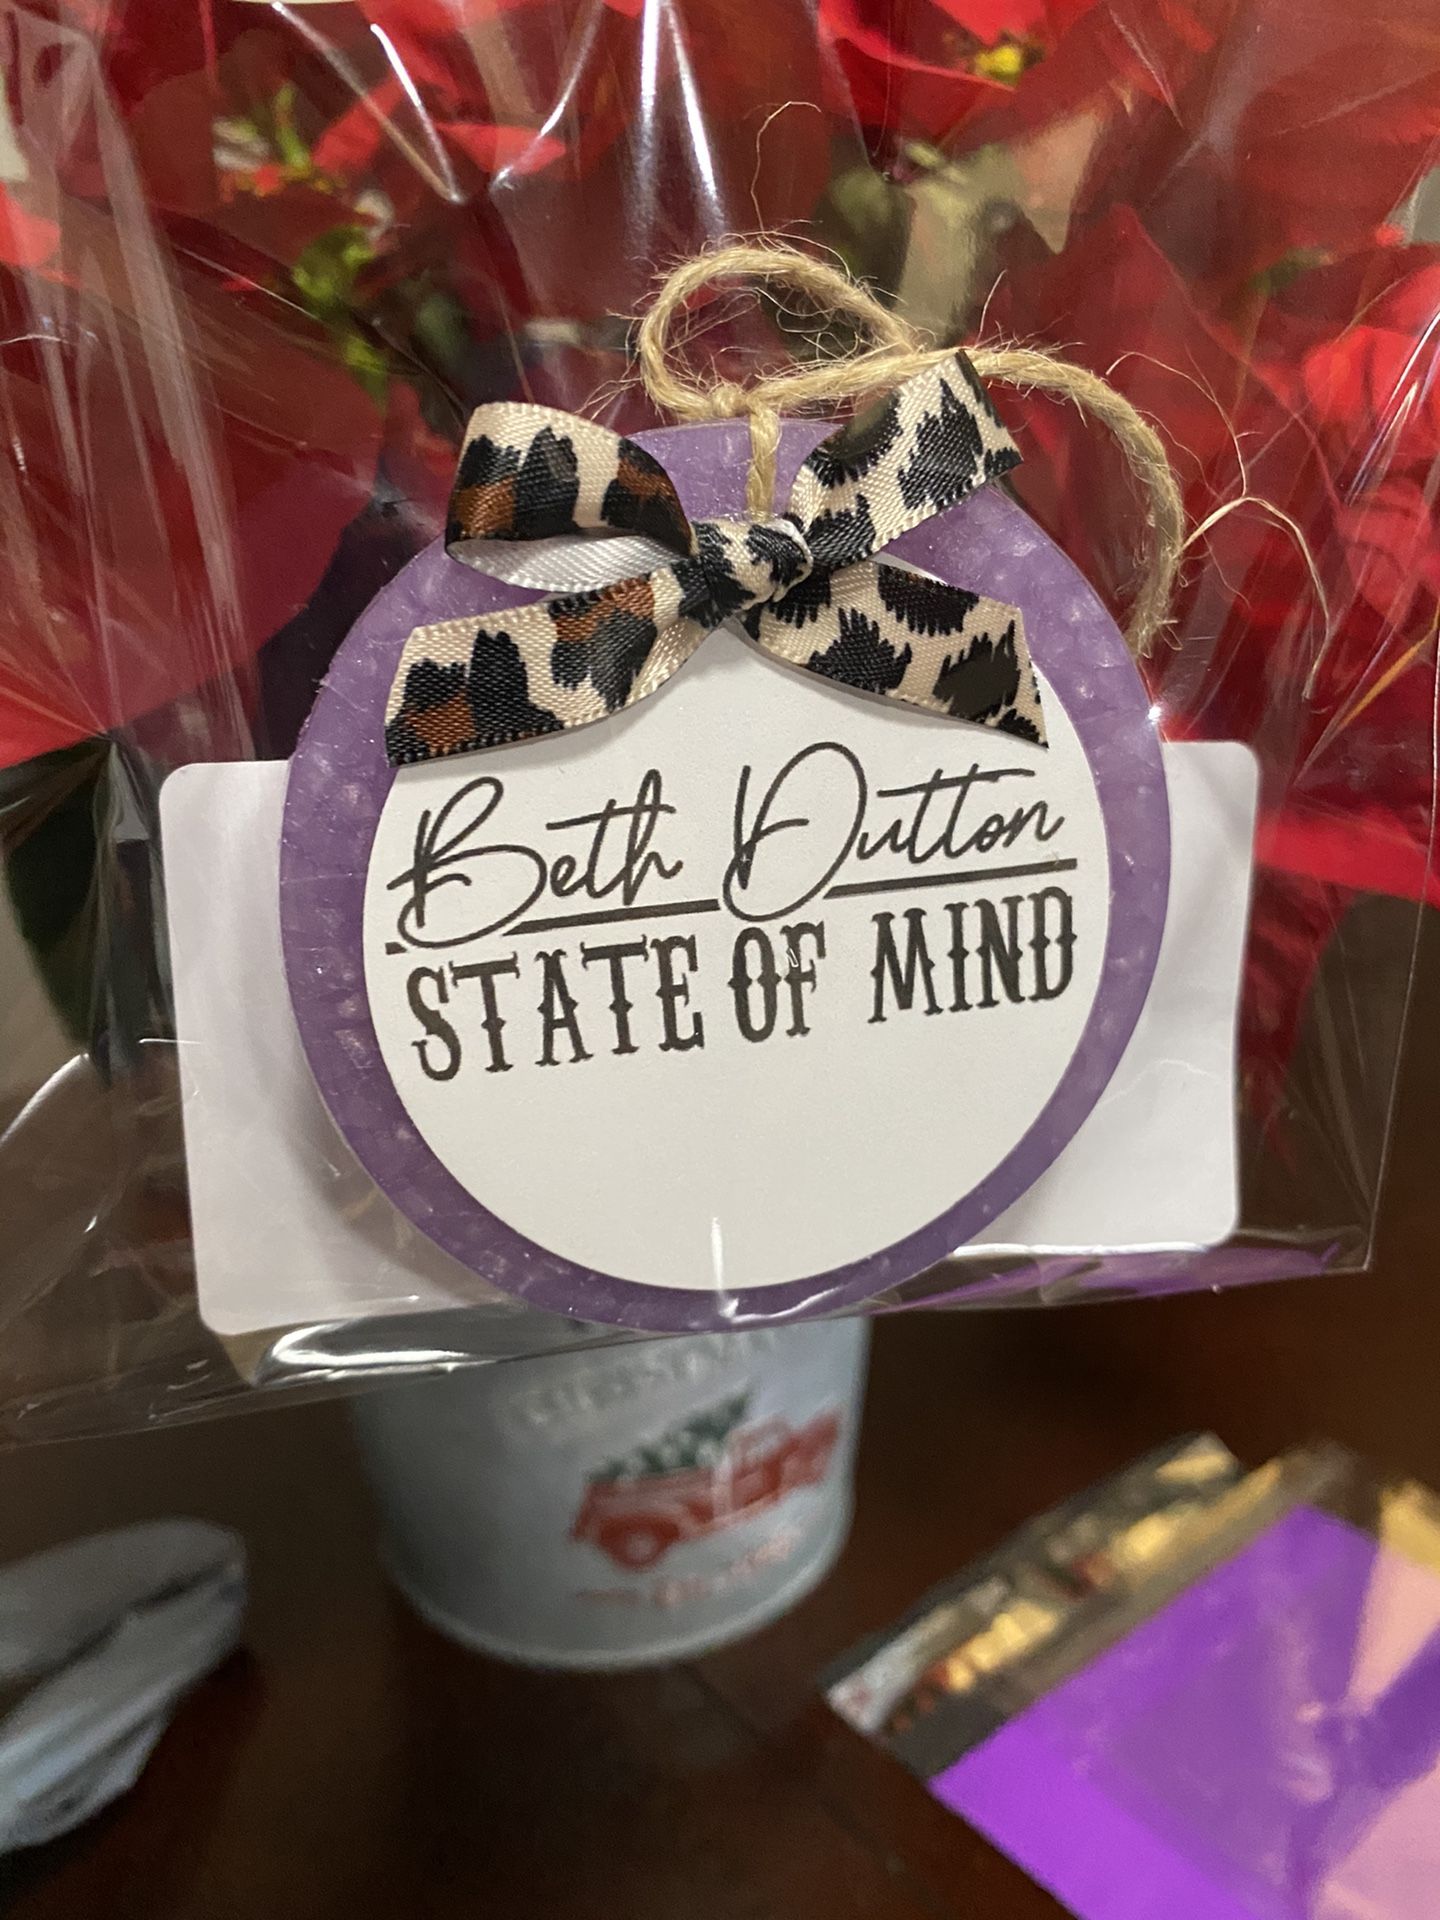 Beth Dutton
STATE OF MIND